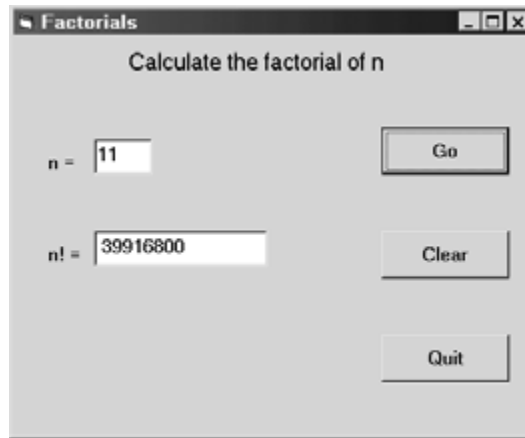 Factorials
Calculate the factorial of n
n = 11
Go
n! = 39916800
Clear
Quit